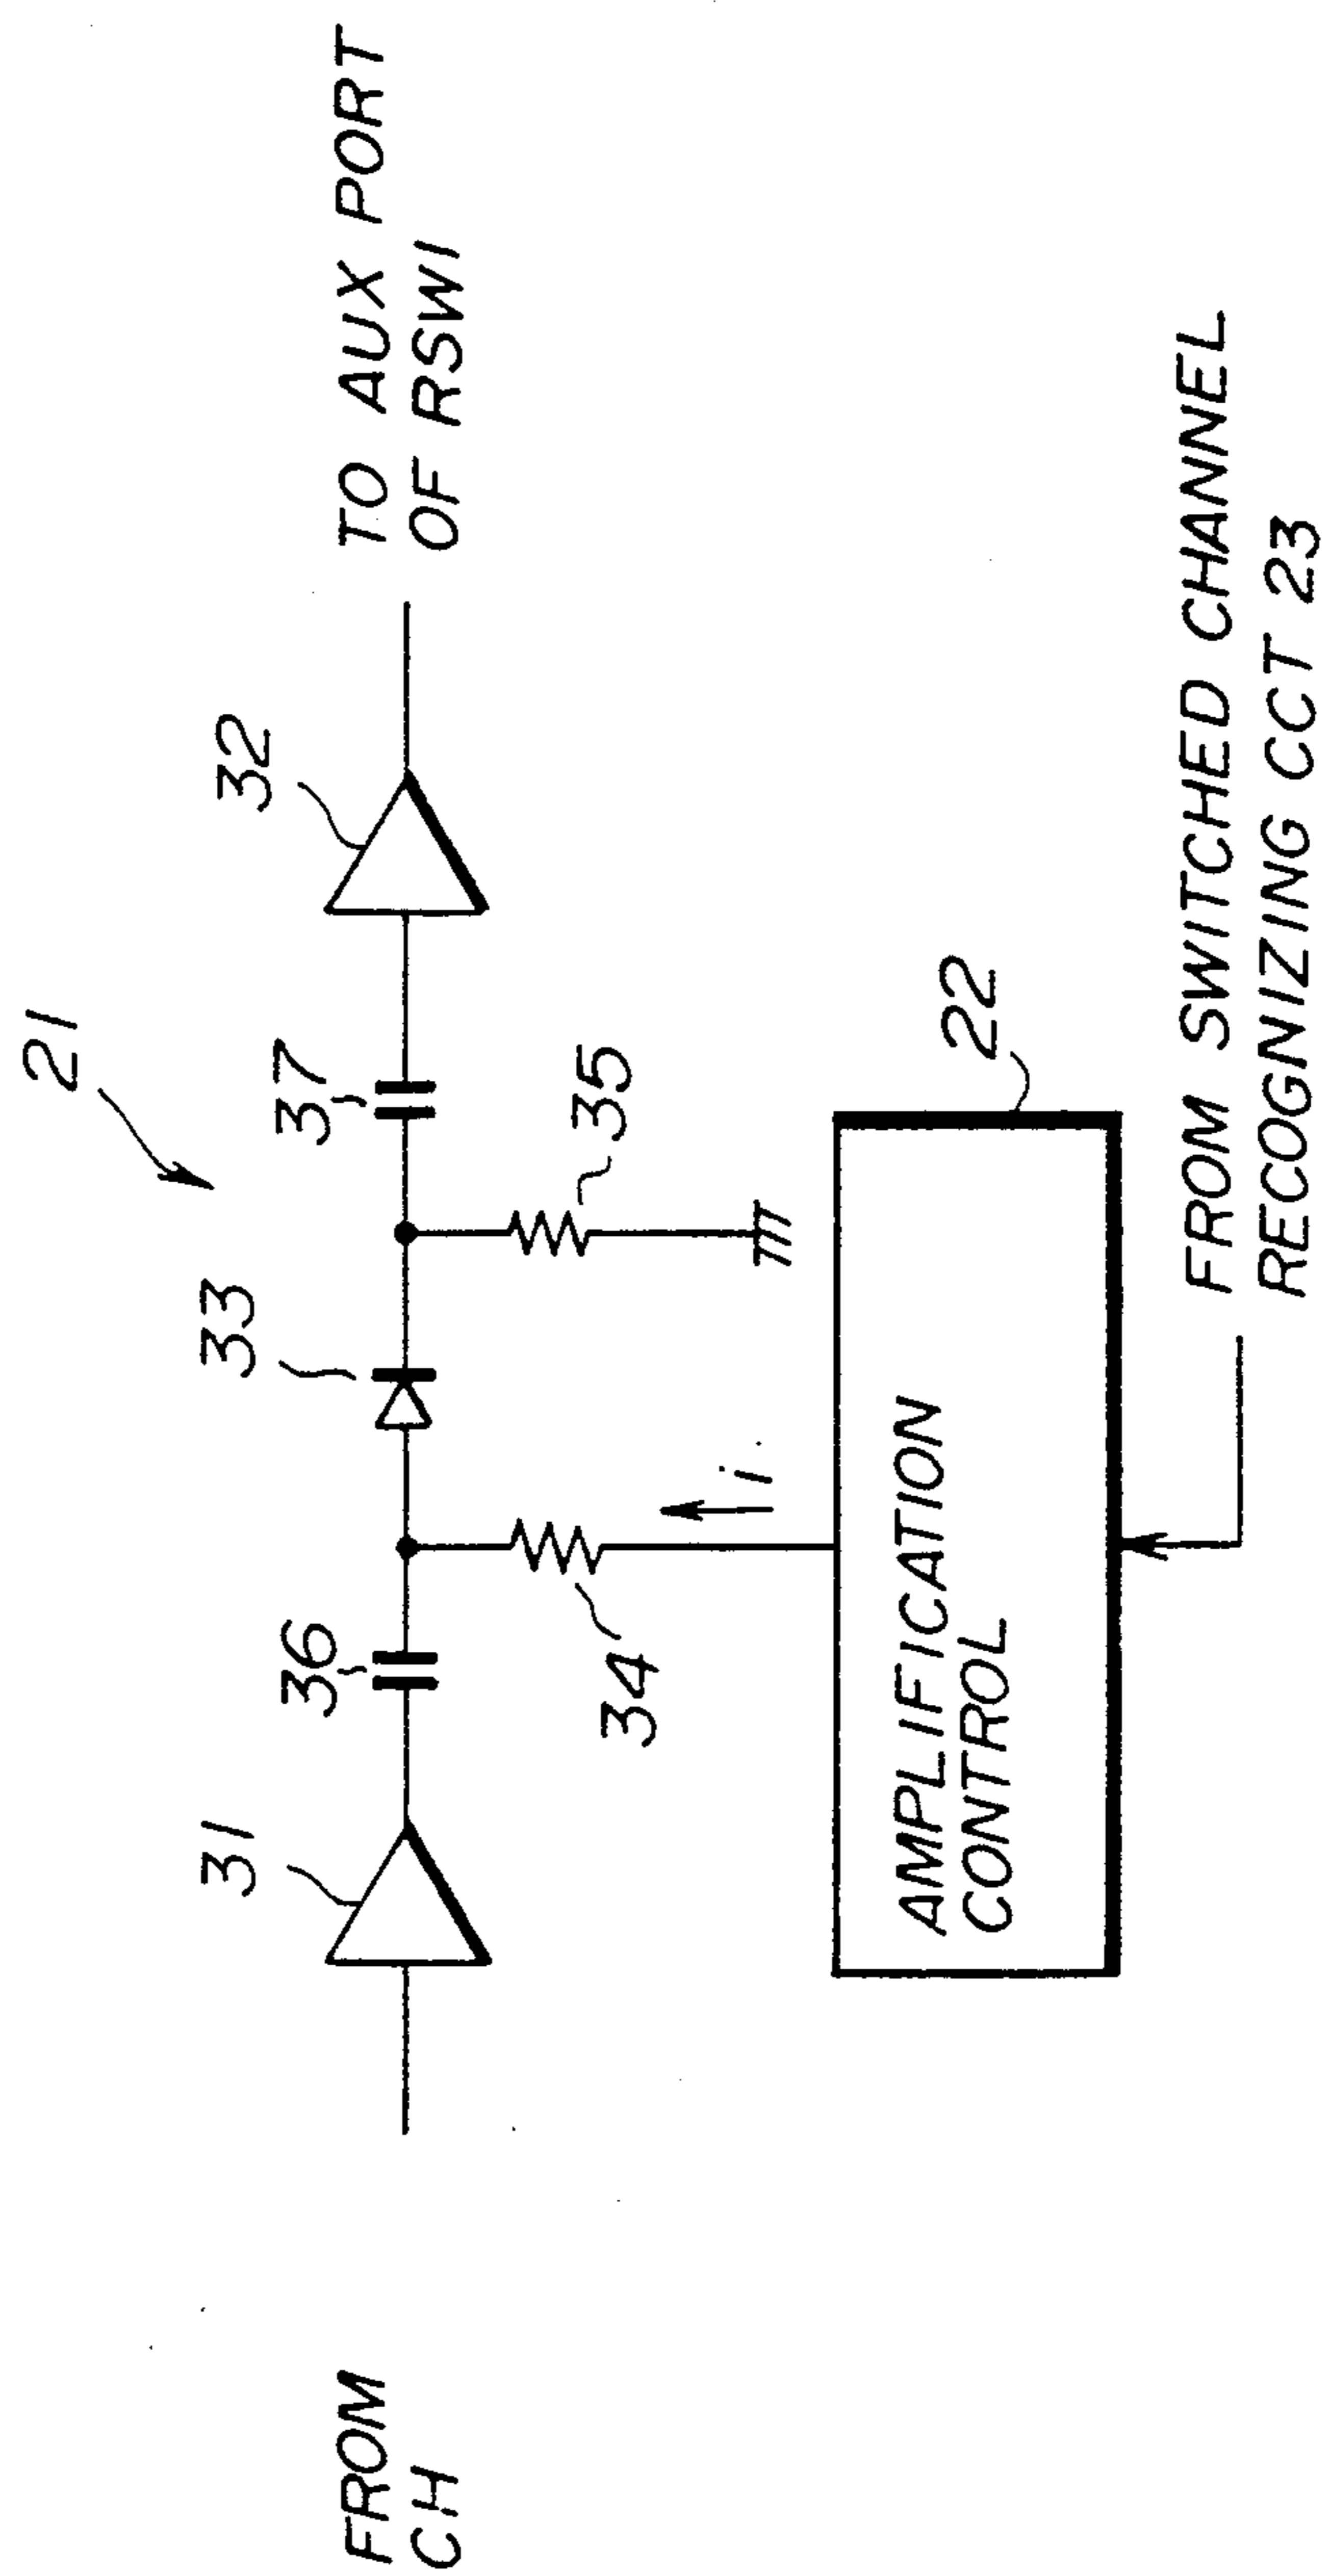 21
31
36
33
37
32
34
35
i
22
FROM
CH
TO AUX PORT
OF RSW1
AMPLIFICATION
CONTROL
FROM SWITCHED CHANNEL
RECOGNIZING CCT 23